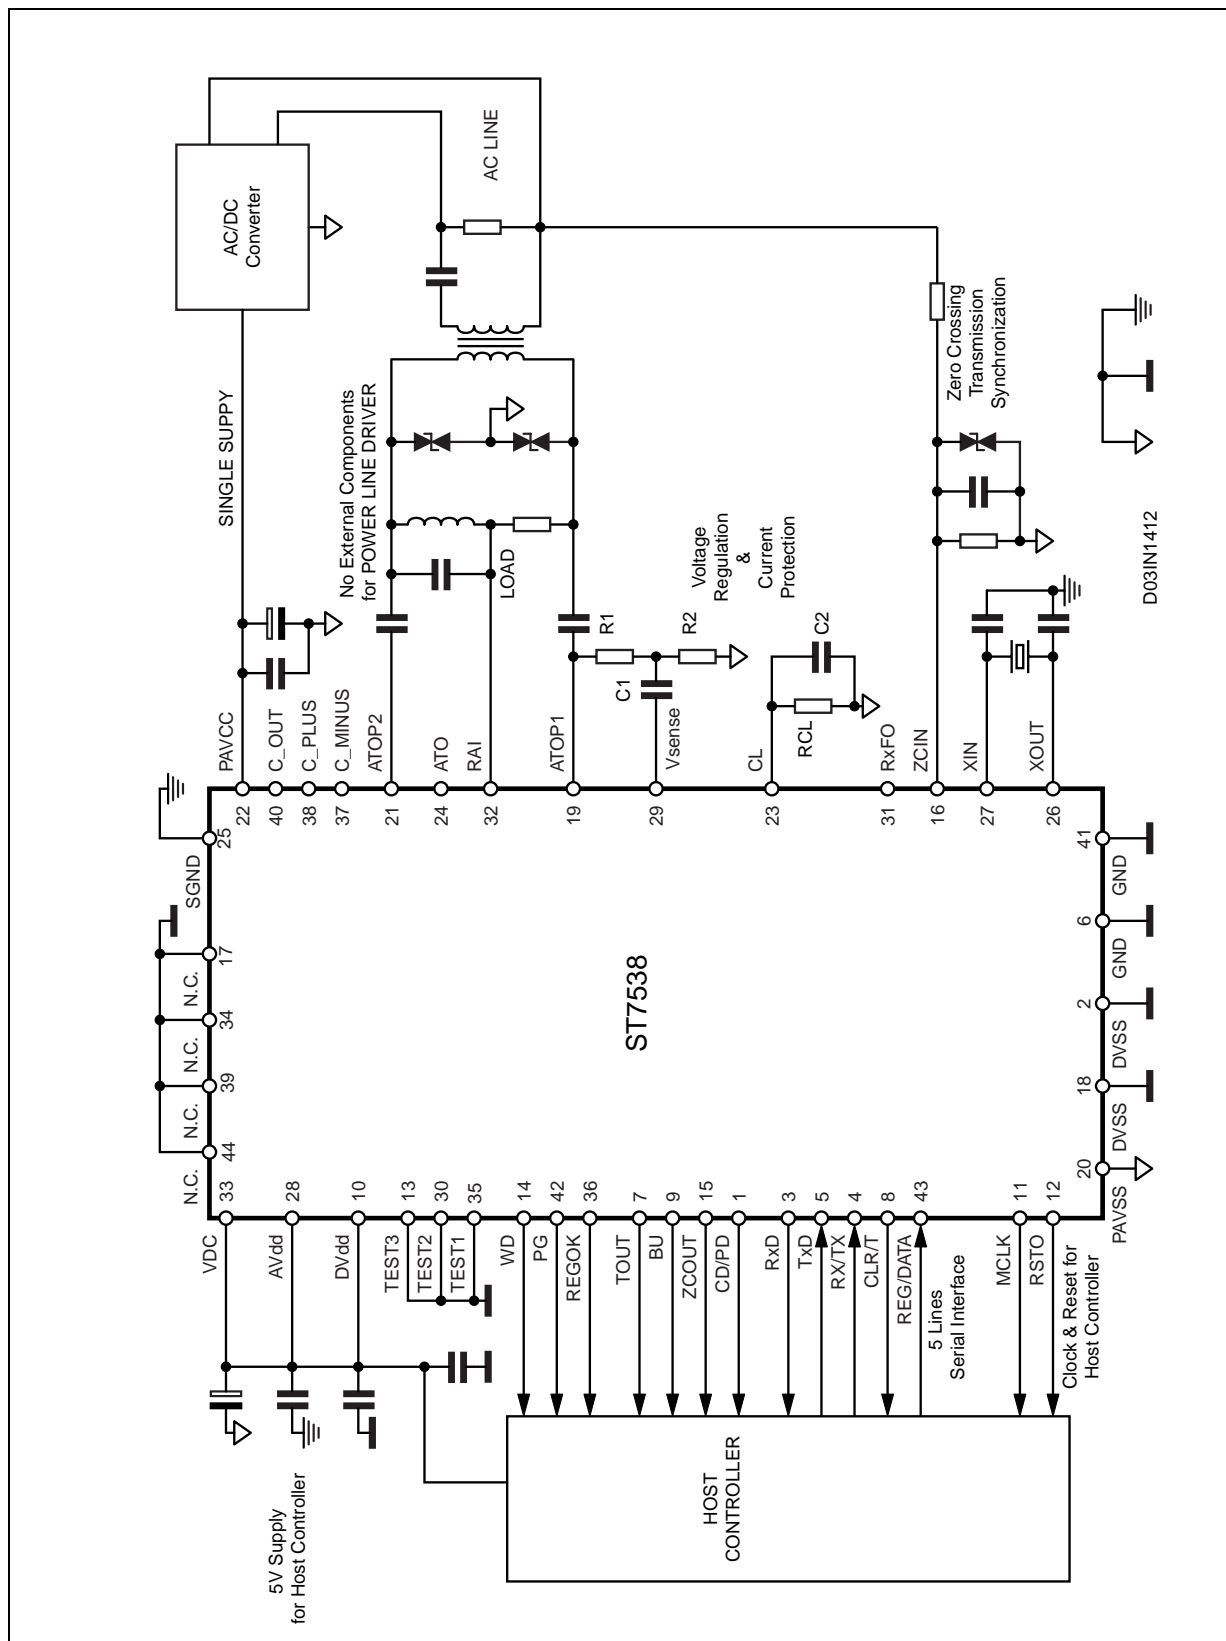 AC/DC
Converter
AC LINE
SINGLE SUPPY
No External Components
for POWER LINE DRIVER
LOAD
R1
Voltage
Regulation
&
Current
Protection
R2
C1
C2
RCL
Zero Crossing
Transmission
Synchronization
D03IN1412
PAVCC
C_OUT
C_PLUS
C_MINUS
ATOP2
ATO
RAI
ATOP1
Vsense
CL
RxFO
ZCIN
XIN
XOUT
22
40
38
37
21
24
32
19
29
23
31
16
27
26
25
SGND
17
N.C.
34
N.C.
39
N.C.
44
N.C.
ST7538
41
GND
6
GND
2
DVSS
18
DVSS
20
PAVSS
33
28
10
13
30
35
14
42
36
7
9
15
1
3
5
4
8
43
11
12
VDC
AVdd
DVdd
TEST3
TEST2
TEST1
WD
PG
REGOK
TOUT
BU
ZCOUT
CD/PD
RxD
TxD
RX/TX
CLR/T
REG/DATA
MCLK
RSTO
5 Lines
Serial Interface
Clock & Reset for
Host Controller
5V Supply
for Host Controller
HOST
CONTROLLER